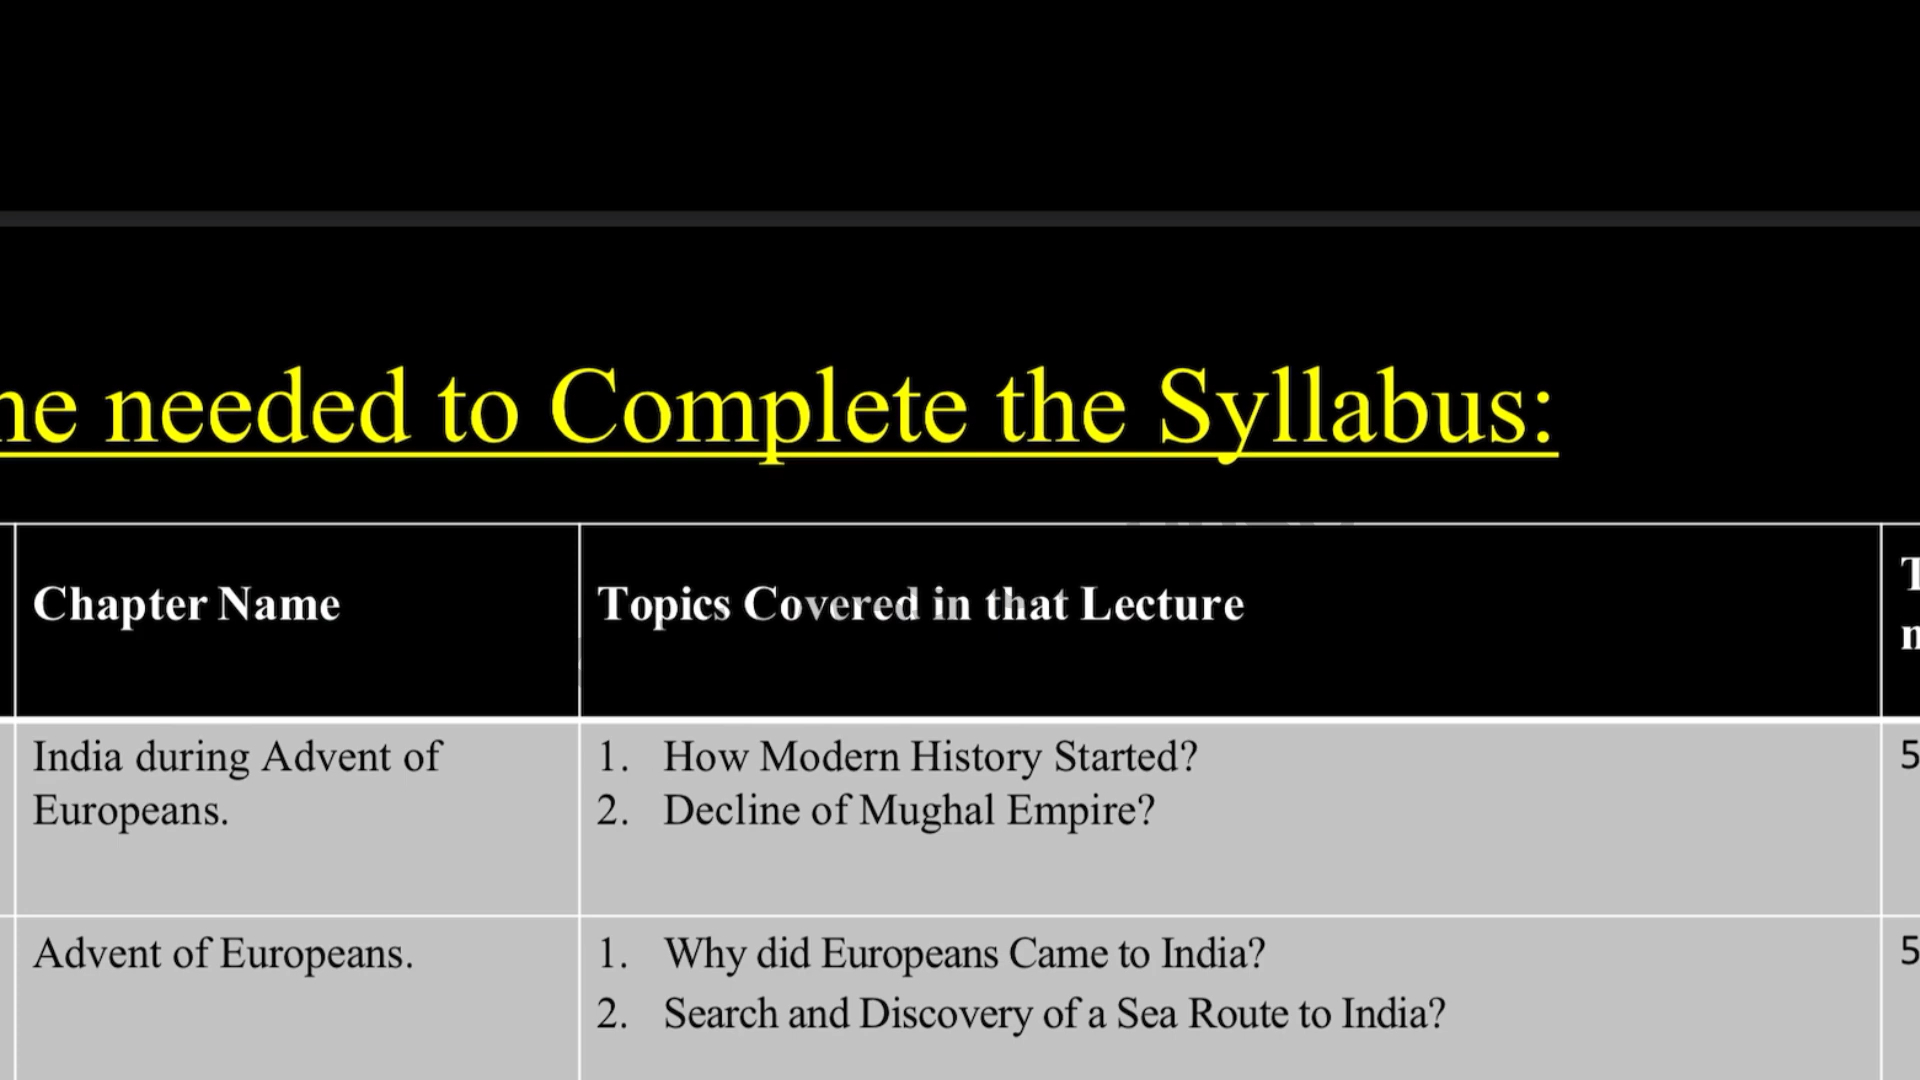 needed to Complete the Syllabus:
Chapter Name
Topics Covered in that Lecture
India during Advent of
Europeans.
1. How Modern History Started?
2. Decline of Mughal Empire?
5
Advent of Europeans.
1. Why did Europeans Came to India?
2. Search and Discovery of a Sea Route to India?
5